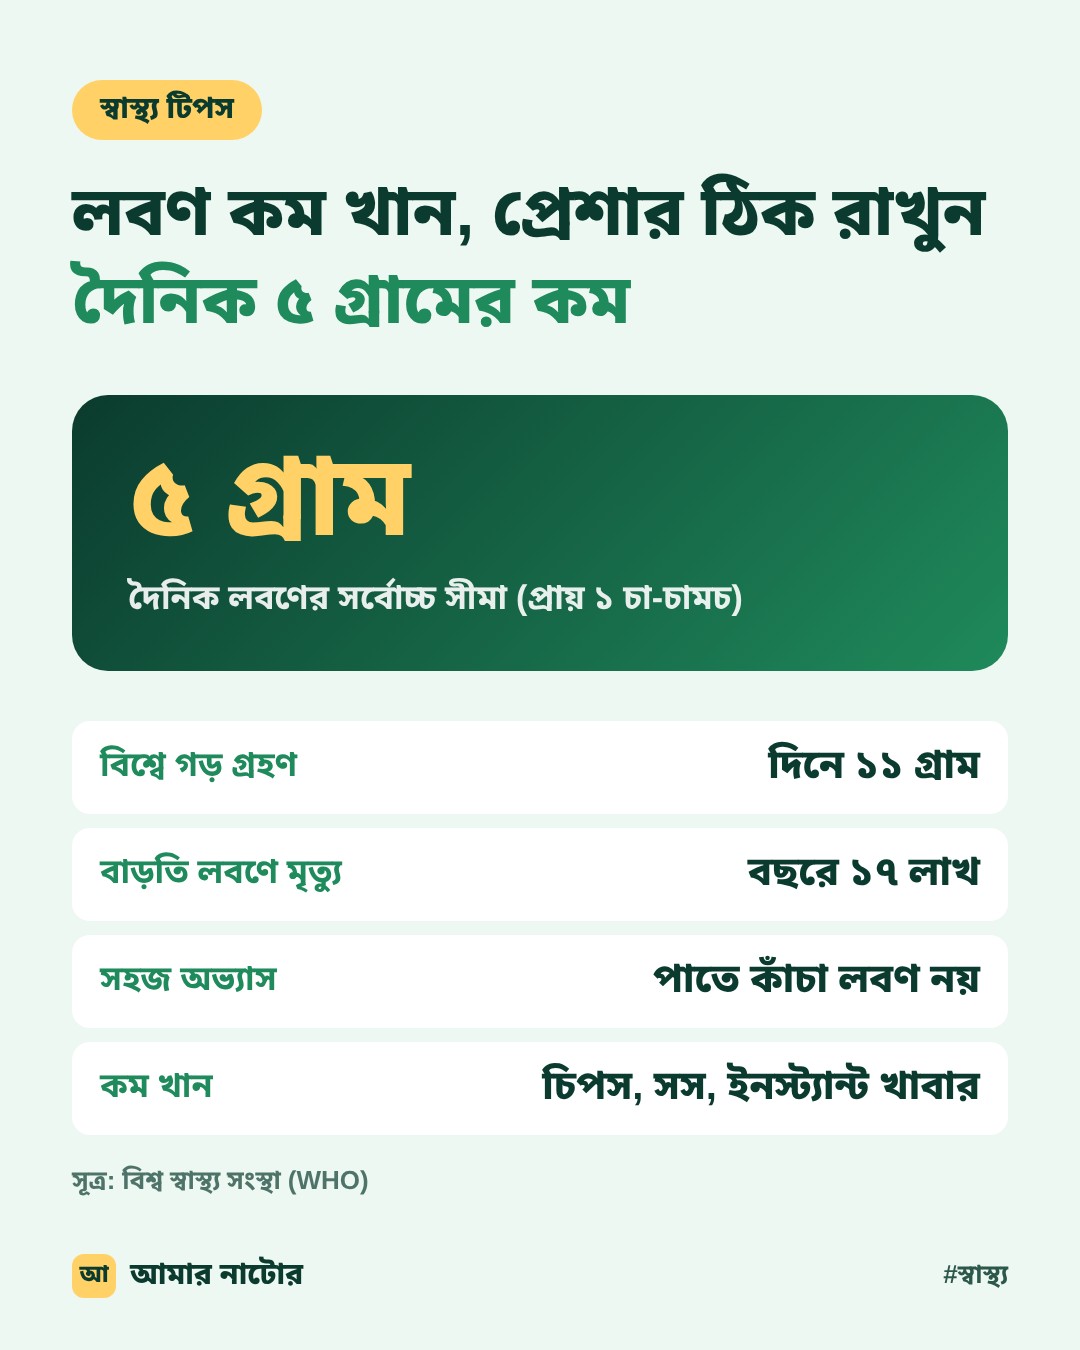 স্বাস্থ্য টিপস
লবণ কম খান, প্রেশার ঠিক রাখুন
দৈনিক ৫ গ্রামের কম
৫ গ্রাম
দৈনিক লবণের সর্বোচ্চ সীমা (প্রায় ১ চা-চামচ)
বিশ্বে গড় গ্রহণ দিনে ১১ গ্রাম
বাড়তি লবণে মৃত্যু বছরে ১৭ লাখ
সহজ অভ্যাস পাতে কাঁচা লবণ নয়
কম খান চিপস, সস, ইনস্ট্যান্ট খাবার
সূত্র: বিশ্ব স্বাস্থ্য সংস্থা (WHO)
আ আমার নাটোর #স্বাস্থ্য